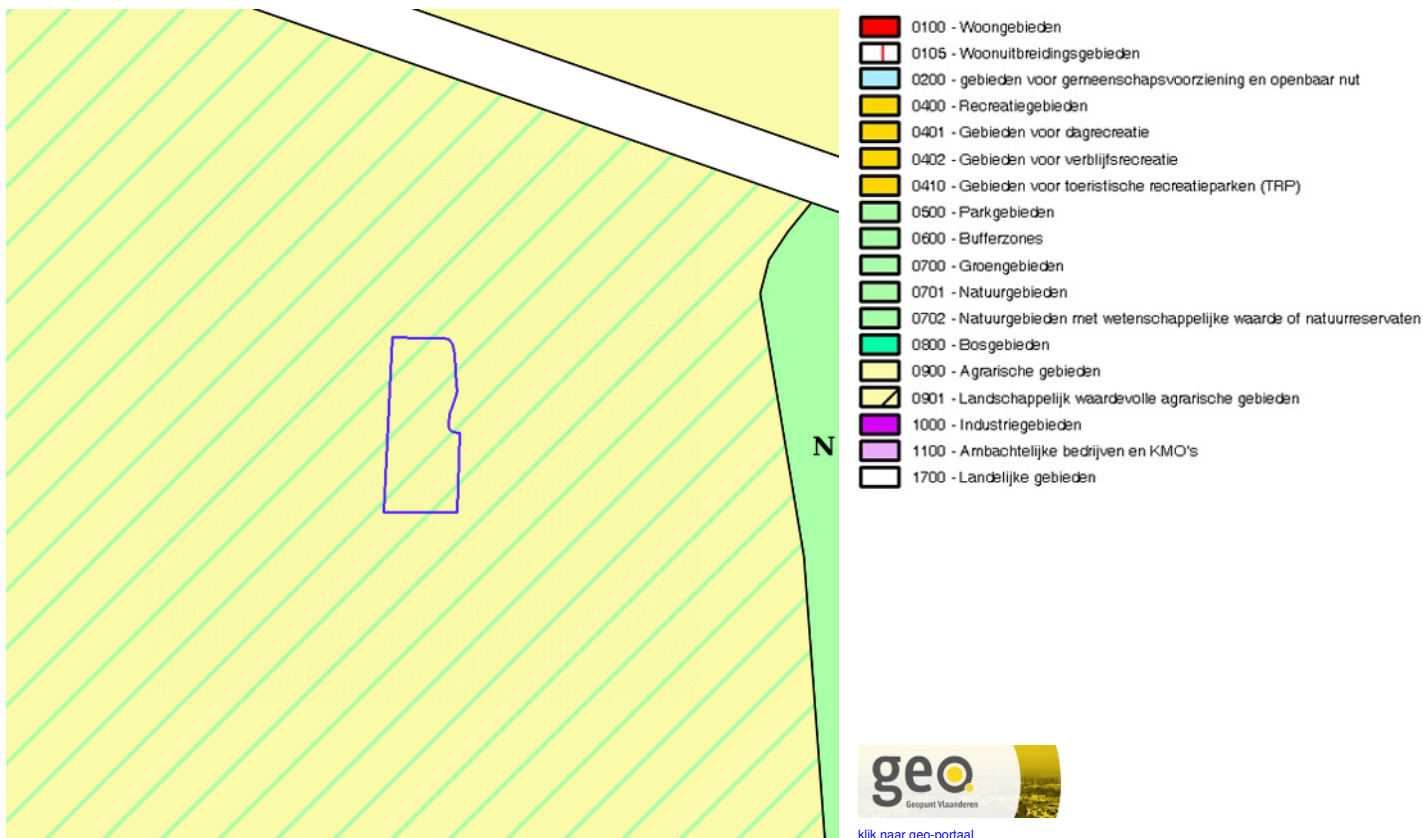 N
0100 - Woongebieden
0105 - Woonuitbreidingsgebieden
0200 - gebieden voor gemeenschapsvoorziening en openbaar nut
0400 - Recreatiegebieden
0401 - Gebieden voor dagrecreatie
0402 - Gebieden voor verblijfsrecreatie
0410 - Gebieden voor toeristische recreatieparken (TRP)
0500 - Parkgebieden
0600 - Bufferzones
0700 - Groengebieden
0701 - Natuurgebieden
0702 - Natuurgebieden met wetenschappelijke waarde of natuurreservaten
0800 - Bosgebieden
0900 - Agrarische gebieden
0901 - Landschappelijk waardevolle agrarische gebieden
1000 - Industriegebieden
1100 - Ambachtelijke bedrijven en KMO's
1700 - Landelijke gebieden
geo
Geopunt Vlaanderen
klik naar geo-portaal